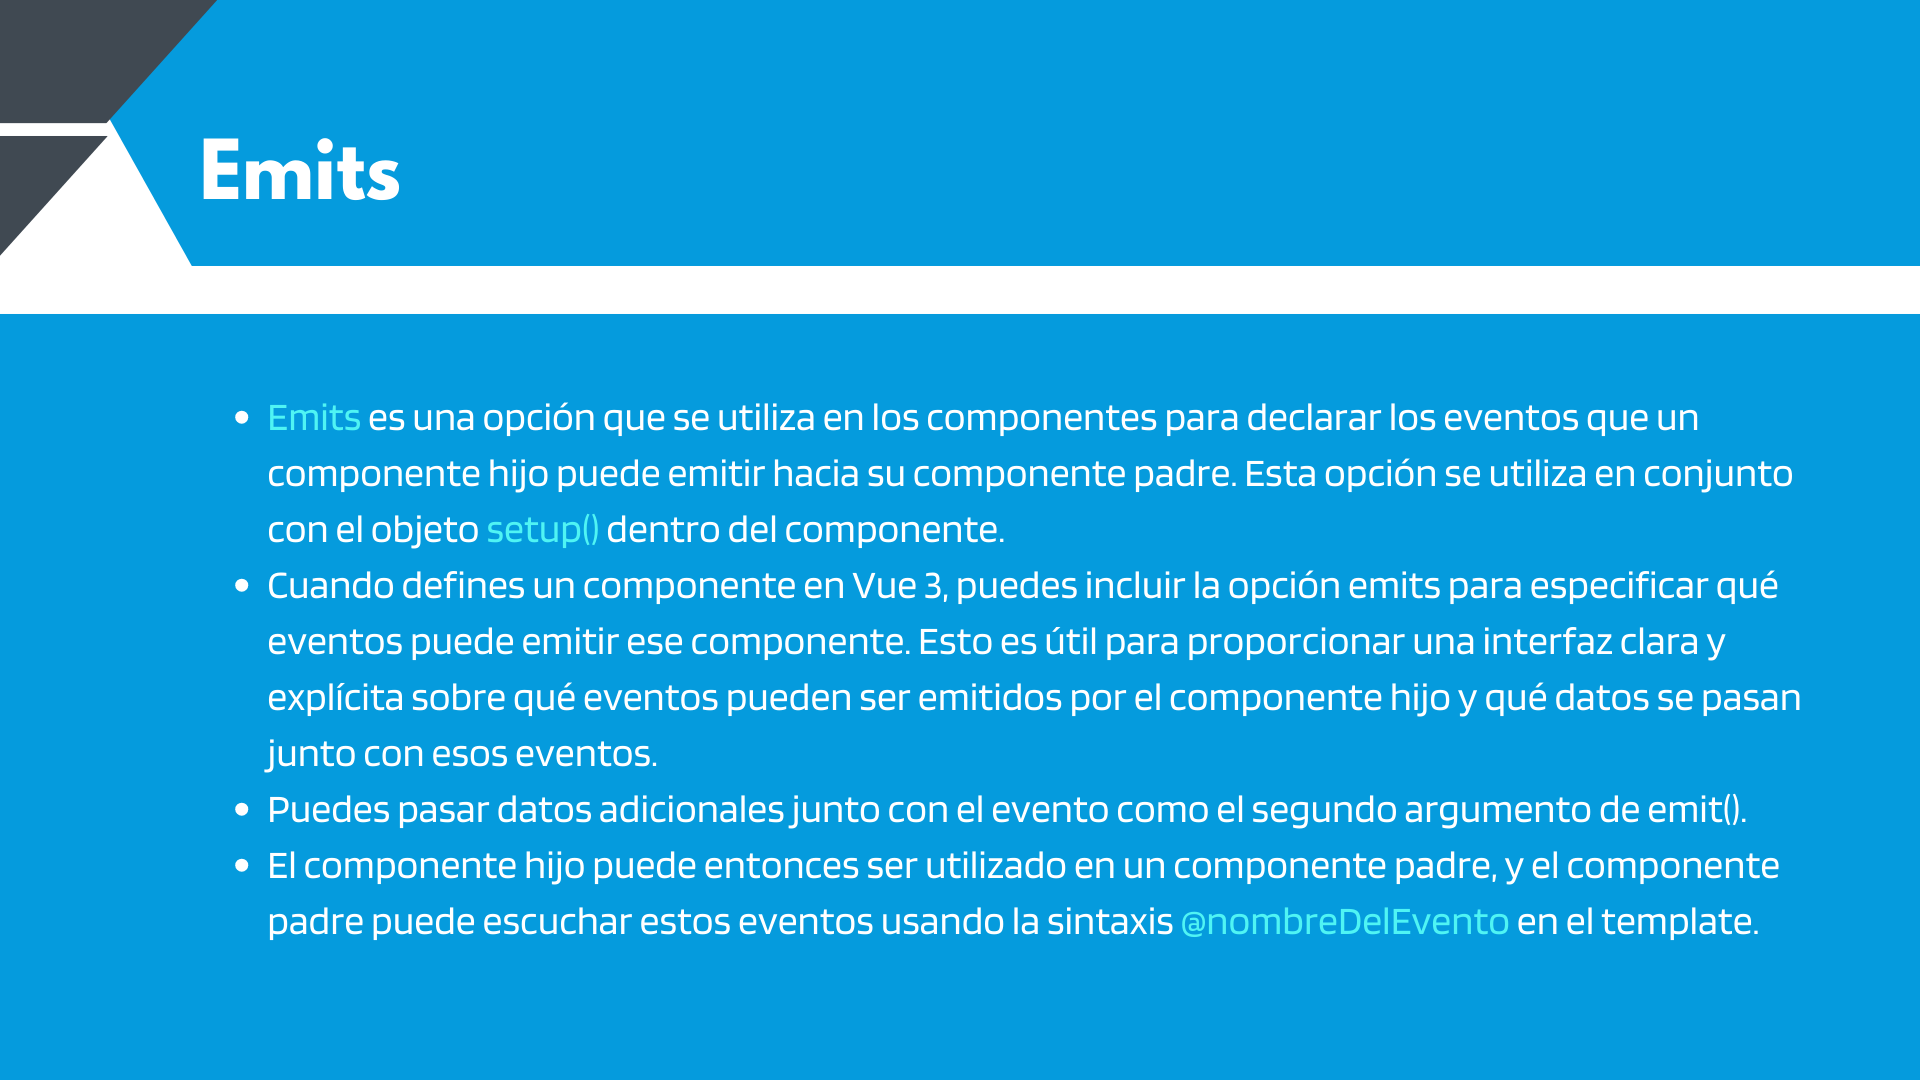 Emits
• Emits es una opción que se utiliza en los componentes para declarar los eventos que un
componente hijo puede emitir hacia su componente padre. Esta opción se utiliza en conjunto
con el objeto setup() dentro del componente.
• Cuando defines un componente en Vue 3, puedes incluir la opción emits para especificar qué
eventos puede emitir ese componente. Esto es útil para proporcionar una interfaz clara y
explícita sobre qué eventos pueden ser emitidos por el componente hijo y qué datos se pasan
junto con esos eventos.
• Puedes pasar datos adicionales junto con el evento como el segundo argumento de emit().
• El componente hijo puede entonces ser utilizado en un componente padre, y el componente
padre puede escuchar estos eventos usando la sintaxis @nombreDelEvento en el template.